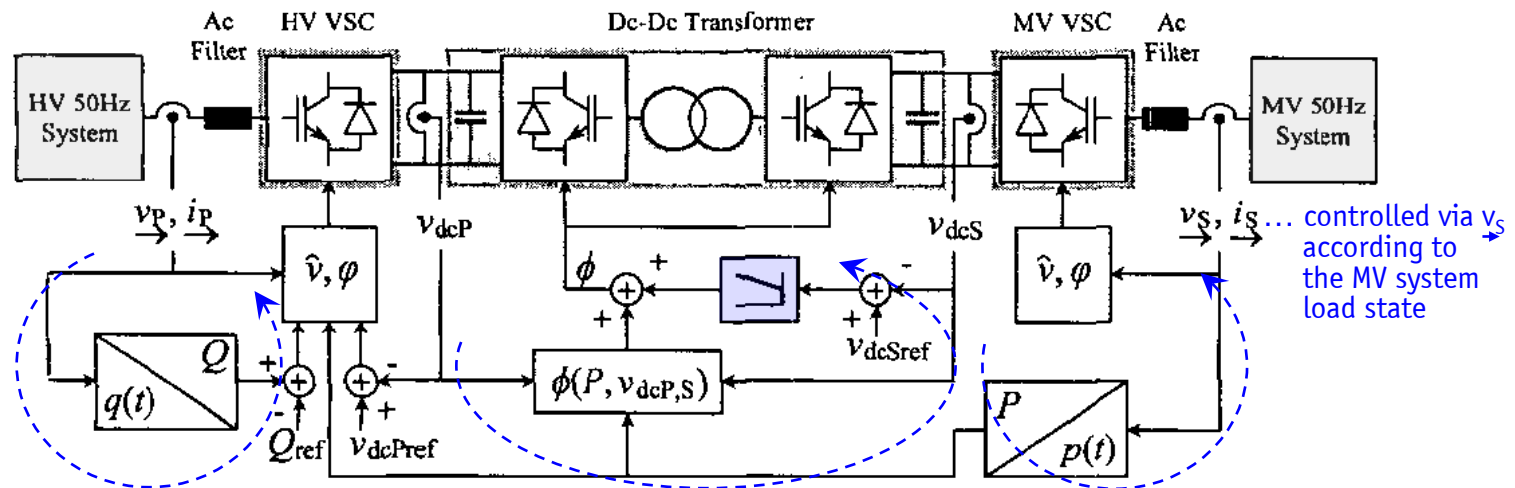 Ac
Filter
HV VSC
Dc-Dc Transformer
MV VSC
Ac
Filter
HV 50Hz
System
MV 50Hz
System
v_P, i_P
v_dcP
v_dcS
v_S, i_S ... controlled via v_S
according to
the MV system
load state
v̂, φ
ϕ
+
-
v̂, φ
+
+
v_dcSref
Q
q(t)
+
-
Q_ref
-
+
v_dcPref
ϕ(P, v_dcP,S)
P
p(t)